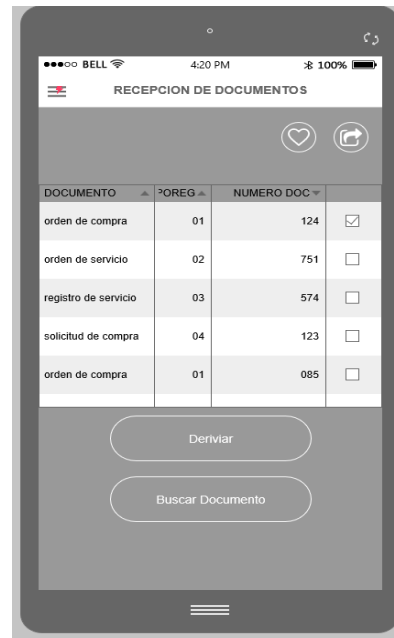 BELL 4:20 PM 100%
RECEPCION DE DOCUMENTOS
DOCUMENTO POREG NUMERO DOC
orden de compra 01 124
orden de servicio 02 751
registro de servicio 03 574
solicitud de compra 04 123
orden de compra 01 085
Deriviar
Buscar Documento